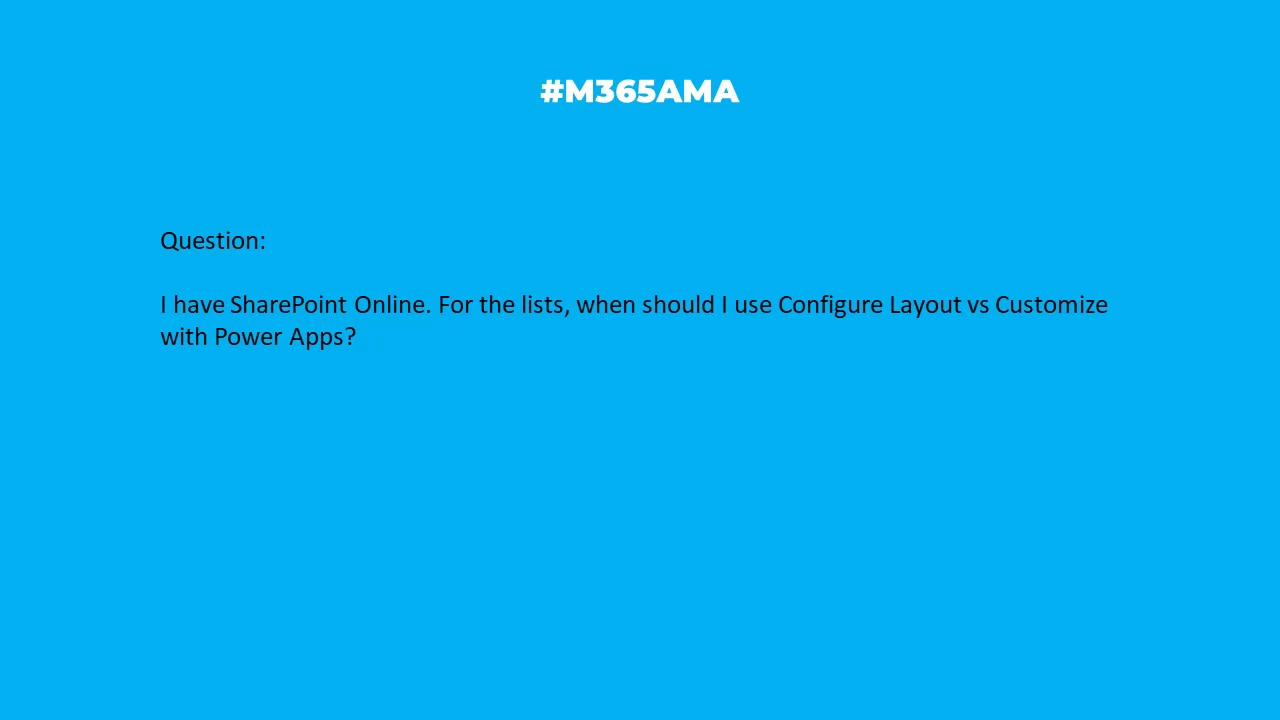 #M365AMA
Question:
I have SharePoint Online. For the lists, when should I use Configure Layout vs Customize
with Power Apps?